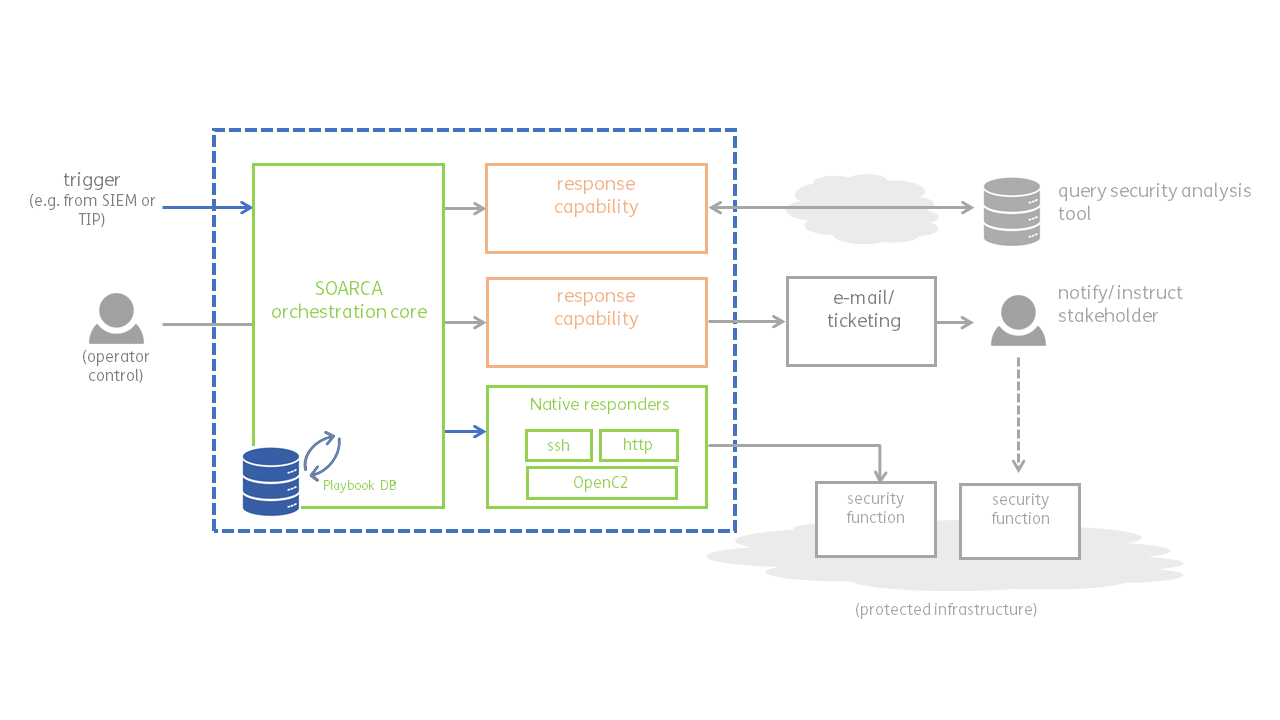 trigger
(e.g. from SIEM or
TIP)
(operator
control)
SOARCA
orchestration core
Playbook DB
response
capability
response
capability
Native responders
ssh
http
OpenC2
query security analysis
tool
e-mail/
ticketing
notify/instruct
stakeholder
security
function
security
function
(protected infrastructure)